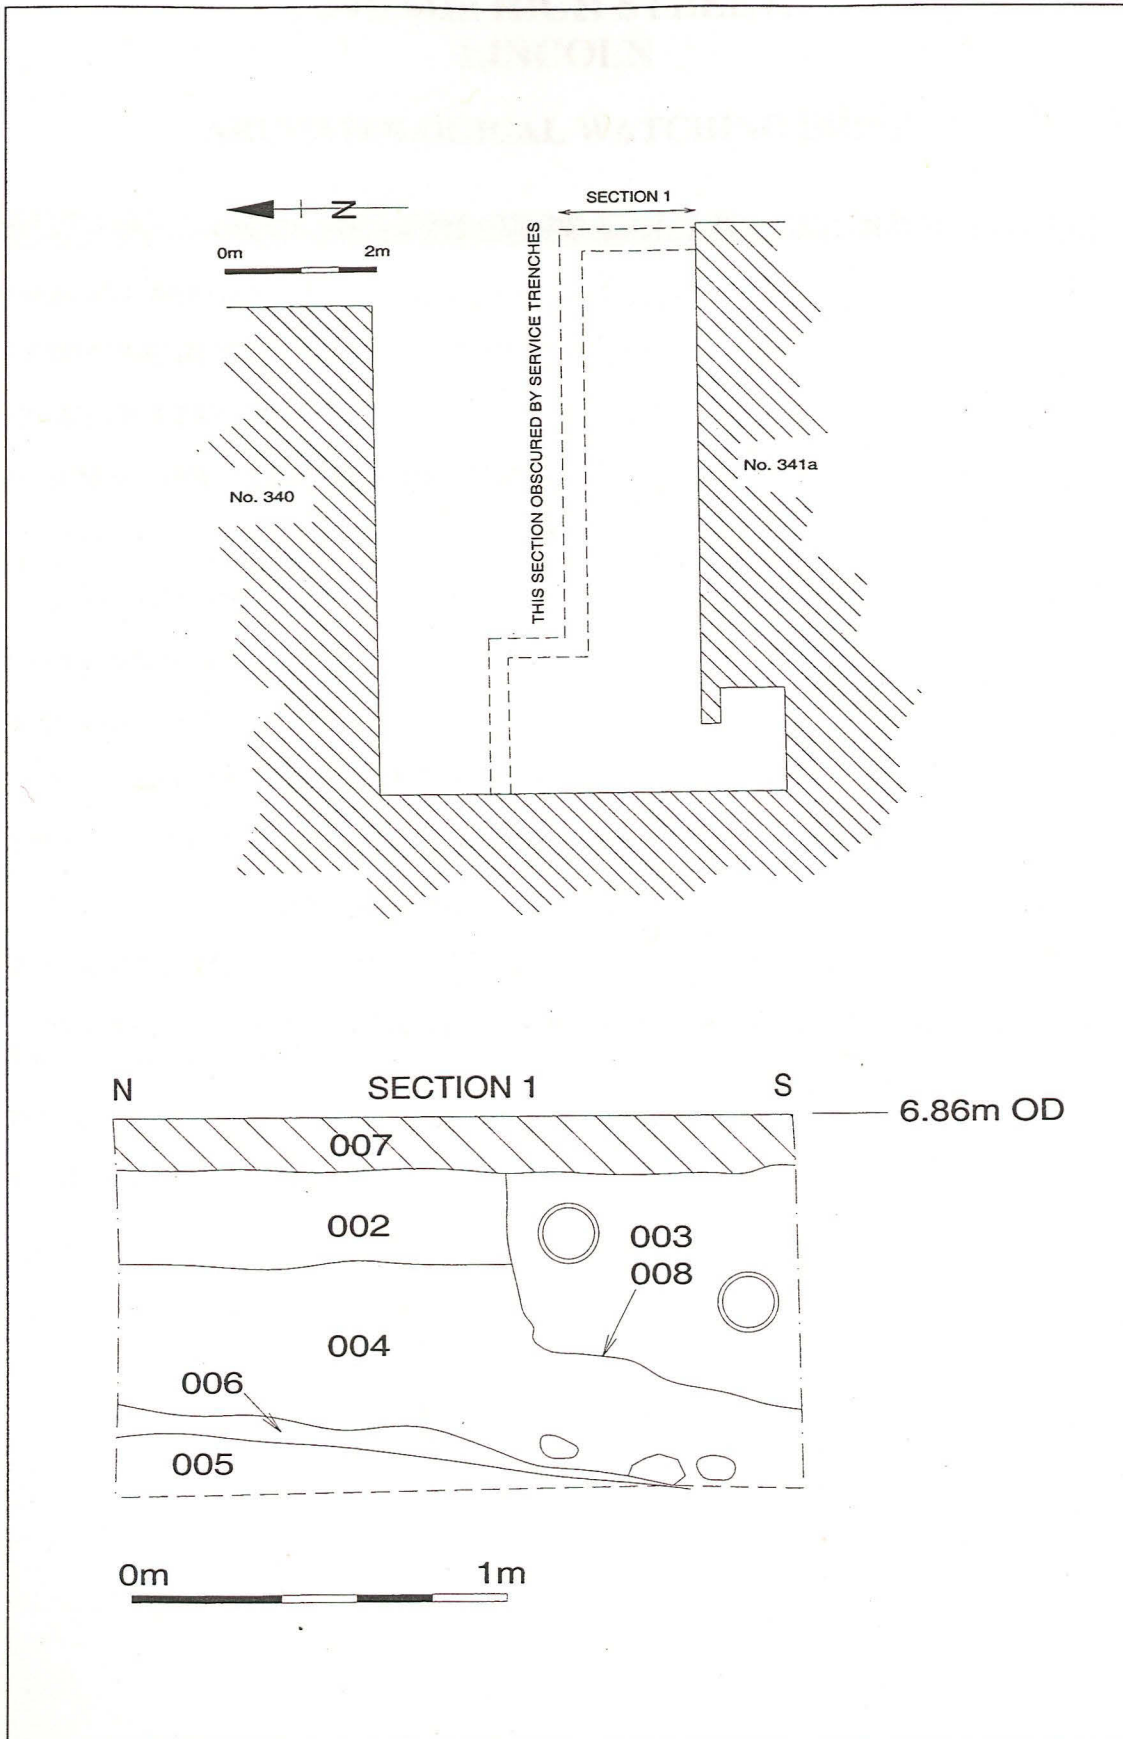 LINCOLN
SECTION 1
N
0m 2m
THIS SECTION OBSCURED BY SERVICE TRENCHES
No. 340
No. 341a
N SECTION 1 S
6.86m OD
007
002
003
008
004
006
005
0m 1m